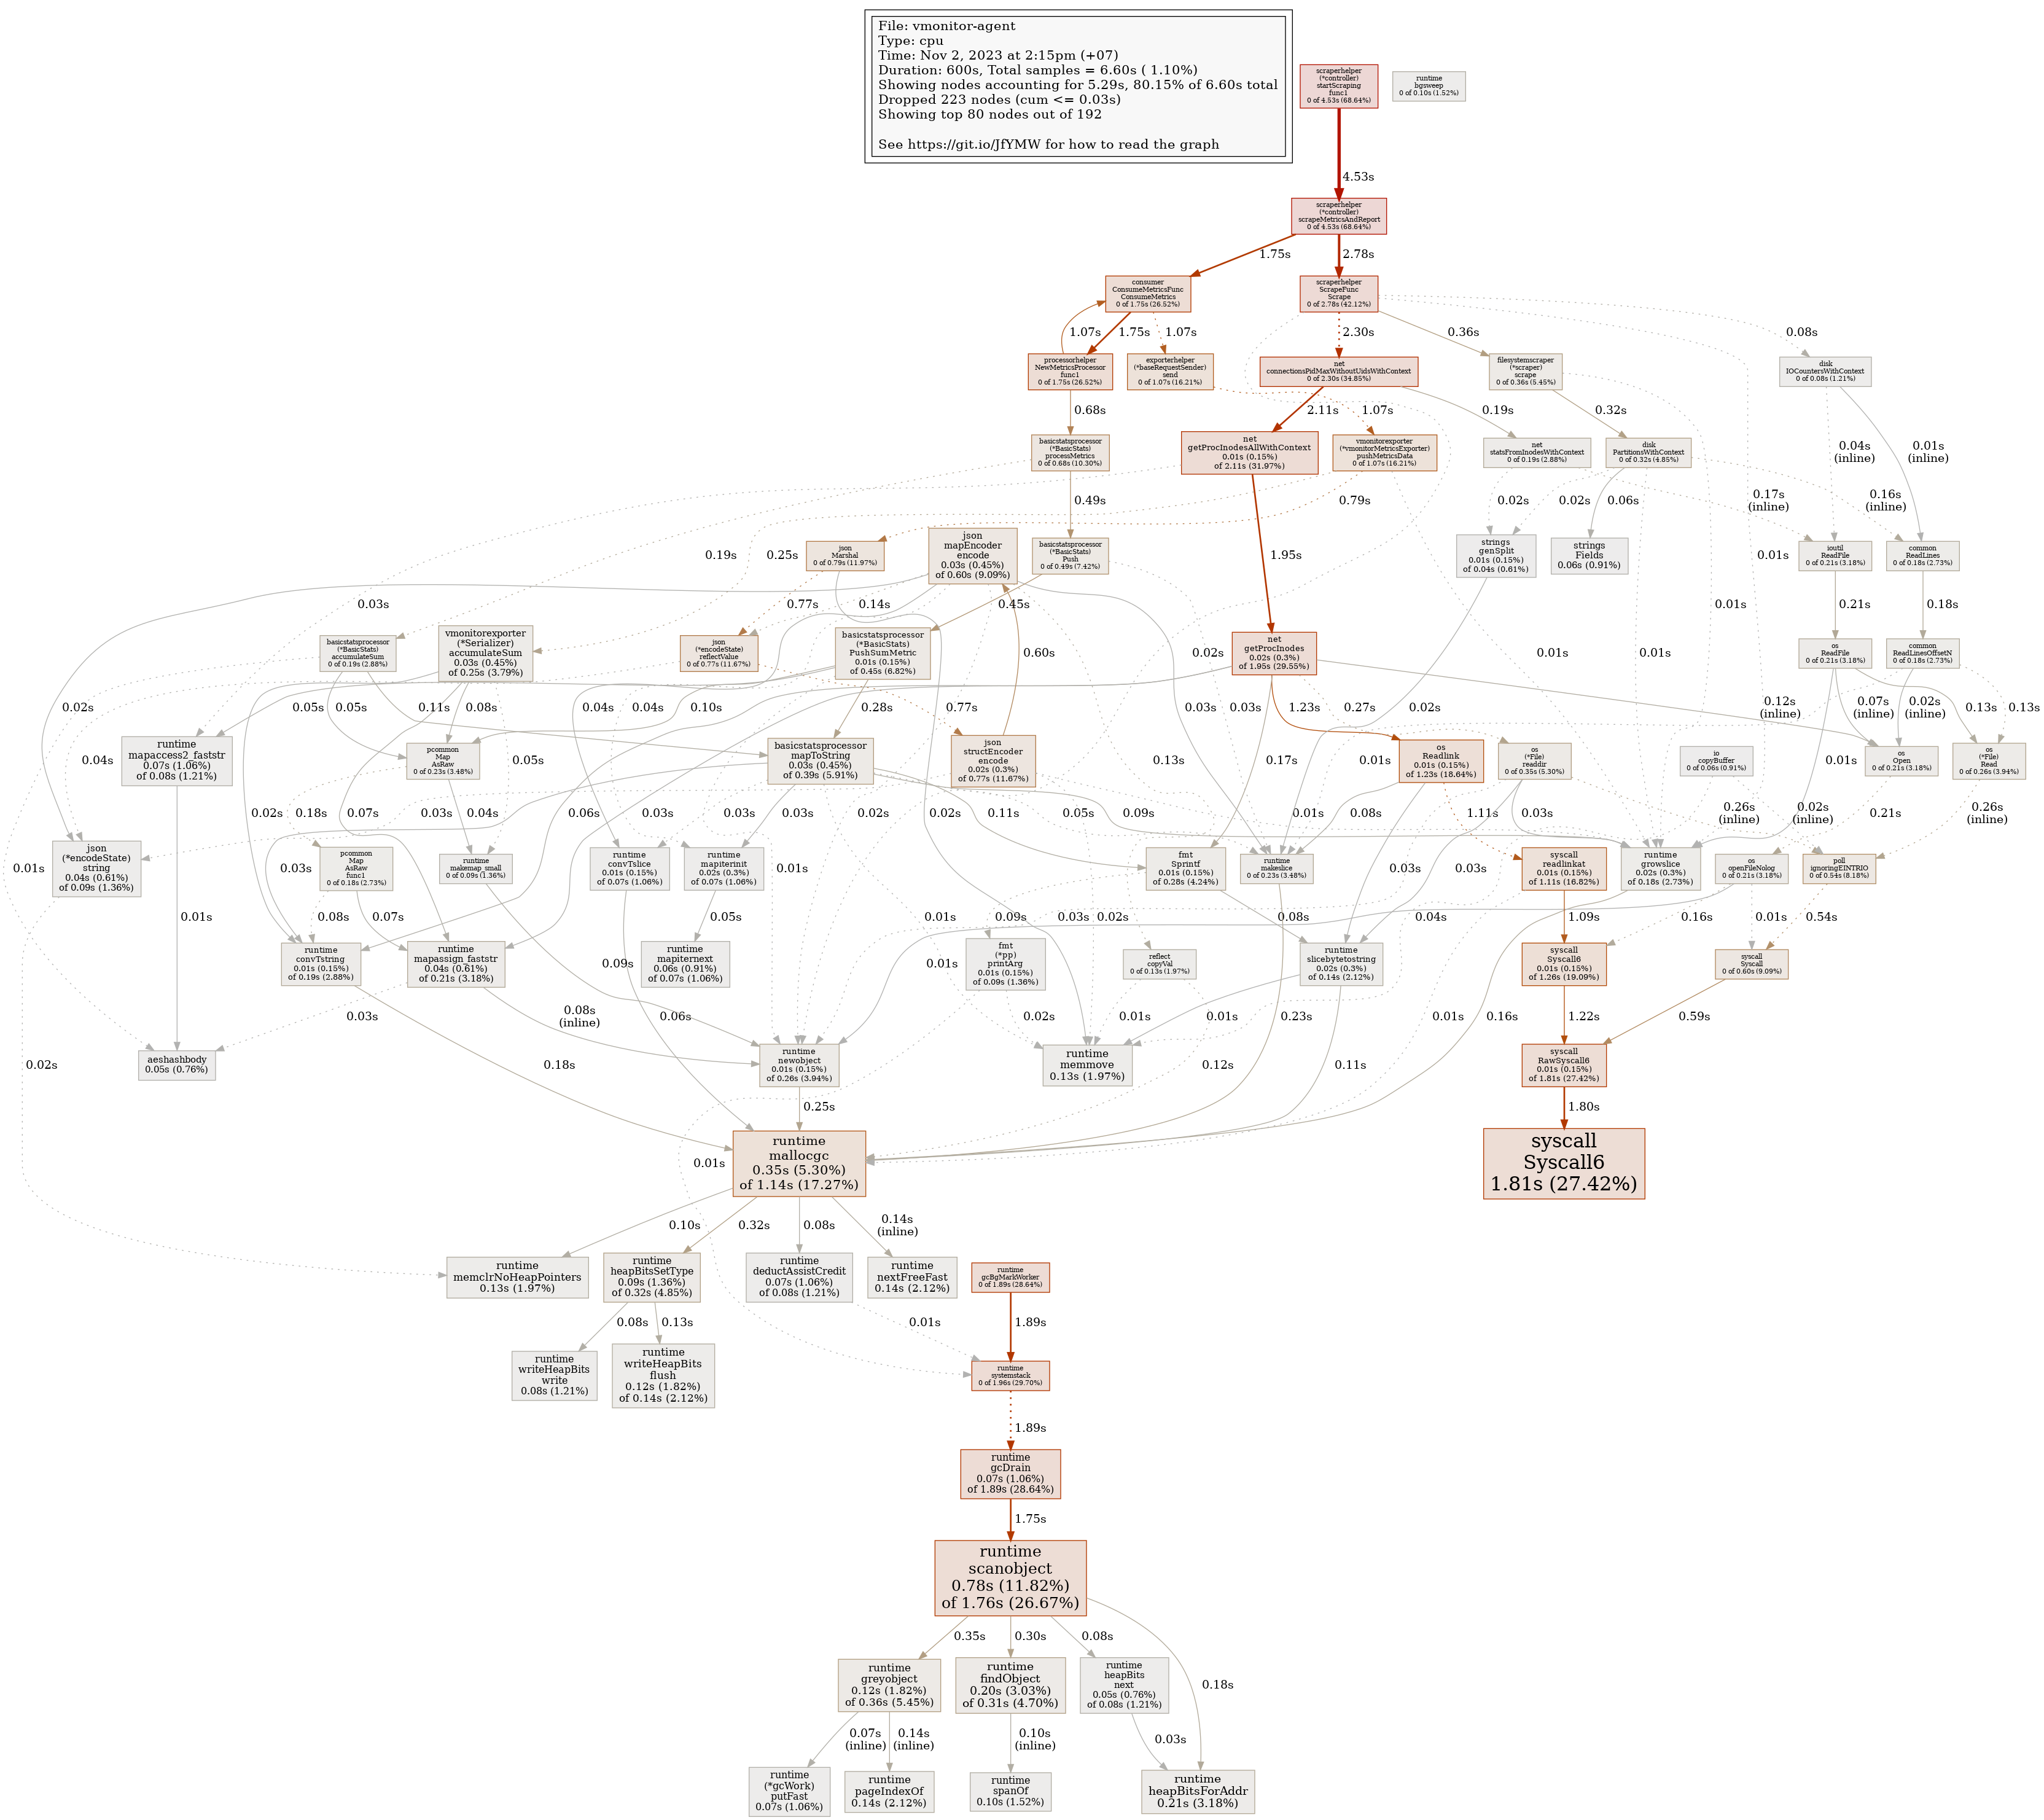 File: vmonitor-agent
Type: cpu
Time: Nov 2, 2023 at 2:15pm (+07)
Duration: 600s, Total samples = 6.60s ( 1.10%)
Showing nodes accounting for 5.29s, 80.15% of 6.60s total
Dropped 223 nodes (cum <= 0.03s)
Showing top 80 nodes out of 192
See https://git.io/JfYMW for how to read the graph
scraperhelper
(*controller)
startScraping
func1
0 of 4.53s (68.64%)
runtime
bgsweep
0 of 0.10s (1.52%)
4.53s
scraperhelper
(*controller)
scrapeMetricsAndReport
0 of 4.53s (68.64%)
1.75s
2.78s
consumer
ConsumeMetricsFunc
ConsumeMetrics
0 of 1.75s (26.52%)
scraperhelper
ScrapeFunc
Scrape
0 of 2.78s (42.12%)
1.07s
1.75s
1.07s
2.30s
0.36s
0.08s
processorhelper
NewMetricsProcessor
func1
0 of 1.75s (26.52%)
exporterhelper
(*baseRequestSender)
send
0 of 1.07s (16.21%)
net
connectionsPidMaxWithoutUidsWithContext
0 of 2.30s (34.85%)
filesystemscraper
(*scraper)
scrape
0 of 0.36s (5.45%)
disk
IOCountersWithContext
0 of 0.08s (1.21%)
0.68s
1.07s
2.11s
0.19s
0.32s
0.04s
(inline)
0.01s
(inline)
basicstatsprocessor
(*BasicStats)
processMetrics
0 of 0.68s (10.30%)
net
getProcInodesAllWithContext
0.01s (0.15%)
of 2.11s (31.97%)
vmonitorexporter
(*vmonitorMetricsExporter)
pushMetricsData
0 of 1.07s (16.21%)
net
statsFromInodesWithContext
0 of 0.19s (2.88%)
disk
PartitionsWithContext
0 of 0.32s (4.85%)
0.49s
0.79s
0.02s
0.02s
0.06s
0.17s
(inline)
0.16s
(inline)
json
Marshal
0 of 0.79s (11.97%)
json
mapEncoder
encode
0.03s (0.45%)
of 0.60s (9.09%)
basicstatsprocessor
(*BasicStats)
Push
0 of 0.49s (7.42%)
strings
genSplit
0.01s (0.15%)
of 0.04s (0.61%)
strings
Fields
0.06s (0.91%)
ioutil
ReadFile
0 of 0.21s (3.18%)
common
ReadLines
0 of 0.18s (2.73%)
0.19s
0.25s
1.95s
0.01s
0.03s
0.77s
0.14s
0.45s
0.01s
0.01s
0.21s
0.18s
basicstatsprocessor
(*BasicStats)
accumulateSum
0 of 0.19s (2.88%)
vmonitorexporter
(*Serializer)
accumulateSum
0.03s (0.45%)
of 0.25s (3.79%)
json
(*encodeState)
reflectValue
0 of 0.77s (11.67%)
basicstatsprocessor
(*BasicStats)
PushSumMetric
0.01s (0.15%)
of 0.45s (6.82%)
net
getProcInodes
0.02s (0.3%)
of 1.95s (29.55%)
os
ReadFile
0 of 0.21s (3.18%)
common
ReadLinesOffsetN
0 of 0.18s (2.73%)
0.60s
0.02s
0.01s
0.02s
0.05s
0.05s
0.11s
0.08s
0.10s
0.04s
0.04s
0.28s
0.77s
0.03s
0.03s
1.23s
0.27s
0.02s
0.12s
(inline)
0.07s
(inline)
0.02s
(inline)
0.13s
0.13s
runtime
mapaccess2_faststr
0.07s (1.06%)
of 0.08s (1.21%)
pcommon
Map
AsRaw
0 of 0.23s (3.48%)
basicstatsprocessor
mapToString
0.03s (0.45%)
of 0.39s (5.91%)
json
structEncoder
encode
0.02s (0.3%)
of 0.77s (11.67%)
os
Readlink
0.01s (0.15%)
of 1.23s (18.64%)
os
(*File)
readdir
0 of 0.35s (5.30%)
io
copyBuffer
0 of 0.06s (0.91%)
os
Open
0 of 0.21s (3.18%)
os
(*File)
Read
0 of 0.26s (3.94%)
0.04s
0.05s
0.13s
0.17s
0.01s
0.01s
0.02s
0.18s
0.03s
0.04s
0.07s
0.06s
0.03s
0.03s
0.03s
0.02s
0.11s
0.05s
0.09s
0.01s
0.08s
1.11s
0.03s
0.26s
(inline)
0.02s
(inline)
0.21s
0.26s
(inline)
json
(*encodeState)
string
0.04s (0.61%)
of 0.09s (1.36%)
pcommon
Map
AsRaw
func1
0 of 0.18s (2.73%)
runtime
makemap_small
0 of 0.09s (1.36%)
runtime
convTslice
0.01s (0.15%)
of 0.07s (1.06%)
runtime
mapiterinit
0.02s (0.3%)
of 0.07s (1.06%)
fmt
Sprintf
0.01s (0.15%)
of 0.28s (4.24%)
runtime
makeslice
0 of 0.23s (3.48%)
syscall
readlinkat
0.01s (0.15%)
of 1.11s (16.82%)
runtime
growslice
0.02s (0.3%)
of 0.18s (2.73%)
os
openFileNolog
0 of 0.21s (3.18%)
poll
ignoringEINTRIO
0 of 0.54s (8.18%)
0.01s
0.03s
0.01s
0.02s
0.03s
0.03s
0.01s
0.08s
0.07s
0.05s
0.01s
0.09s
0.03s
0.02s
0.08s
0.04s
1.09s
0.16s
0.01s
0.54s
runtime
convTstring
0.01s (0.15%)
of 0.19s (2.88%)
runtime
mapassign_faststr
0.04s (0.61%)
of 0.21s (3.18%)
runtime
mapiternext
0.06s (0.91%)
of 0.07s (1.06%)
fmt
(*pp)
printArg
0.01s (0.15%)
of 0.09s (1.36%)
reflect
copyVal
0 of 0.13s (1.97%)
runtime
slicebytetostring
0.02s (0.3%)
of 0.14s (2.12%)
syscall
Syscall6
0.01s (0.15%)
of 1.26s (19.09%)
syscall
Syscall
0 of 0.60s (9.09%)
0.09s
0.01s
0.03s
0.08s
(inline)
0.06s
0.02s
0.01s
0.01s
0.23s
0.01s
0.16s
1.22s
0.59s
aeshashbody
0.05s (0.76%)
runtime
newobject
0.01s (0.15%)
of 0.26s (3.94%)
runtime
memmove
0.13s (1.97%)
syscall
RawSyscall6
0.01s (0.15%)
of 1.81s (27.42%)
0.02s
0.18s
0.12s
0.11s
0.25s
1.80s
runtime
mallocgc
0.35s (5.30%)
of 1.14s (17.27%)
syscall
Syscall6
1.81s (27.42%)
0.01s
0.10s
0.32s
0.08s
0.14s
(inline)
runtime
memclrNoHeapPointers
0.13s (1.97%)
runtime
heapBitsSetType
0.09s (1.36%)
of 0.32s (4.85%)
runtime
deductAssistCredit
0.07s (1.06%)
of 0.08s (1.21%)
runtime
nextFreeFast
0.14s (2.12%)
runtime
gcBgMarkWorker
0 of 1.89s (28.64%)
0.08s
0.13s
0.01s
1.89s
runtime
writeHeapBits
write
0.08s (1.21%)
runtime
writeHeapBits
flush
0.12s (1.82%)
of 0.14s (2.12%)
runtime
systemstack
0 of 1.96s (29.70%)
1.89s
runtime
gcDrain
0.07s (1.06%)
of 1.89s (28.64%)
1.75s
runtime
scanobject
0.78s (11.82%)
of 1.76s (26.67%)
0.35s
0.30s
0.08s
0.18s
runtime
greyobject
0.12s (1.82%)
of 0.36s (5.45%)
runtime
findObject
0.20s (3.03%)
of 0.31s (4.70%)
runtime
heapBits
next
0.05s (0.76%)
of 0.08s (1.21%)
0.07s
(inline)
0.14s
(inline)
0.10s
(inline)
0.03s
runtime
(*gcWork)
putFast
0.07s (1.06%)
runtime
pageIndexOf
0.14s (2.12%)
runtime
spanOf
0.10s (1.52%)
runtime
heapBitsForAddr
0.21s (3.18%)